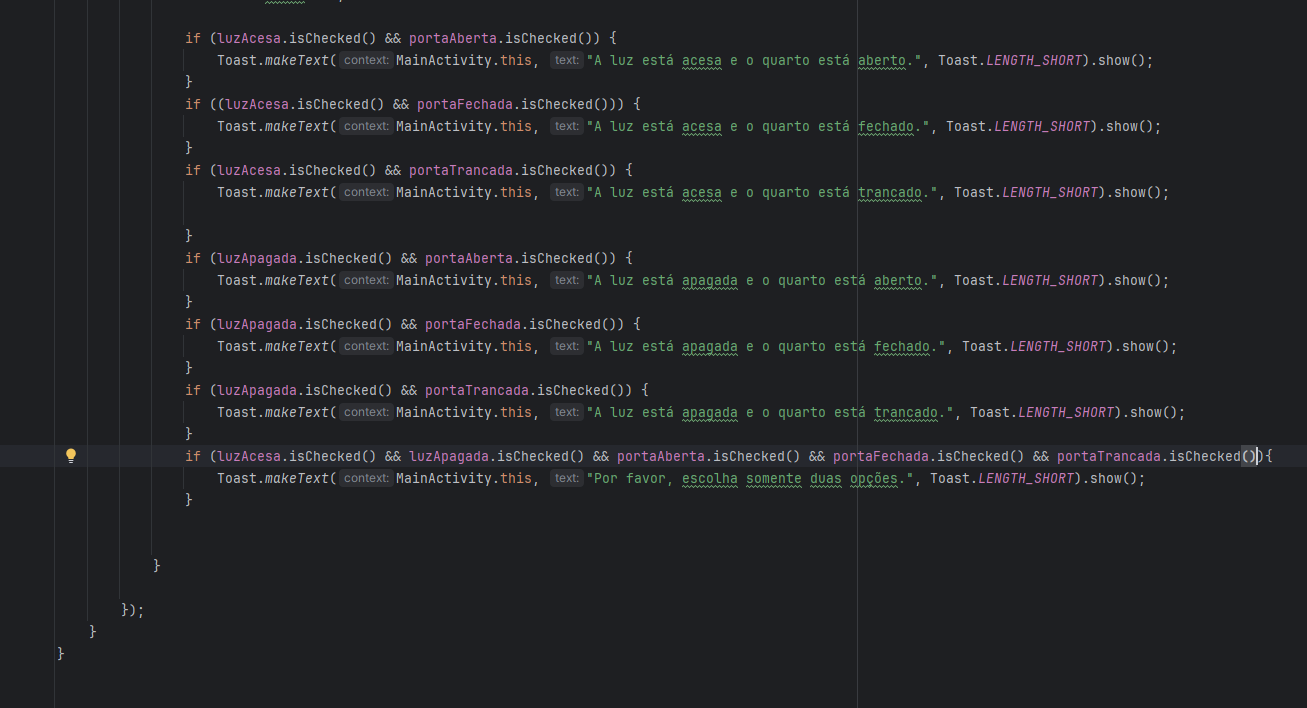 if (luzAcesa.isChecked() && portaAberta.isChecked()) {
Toast.makeText( context: MainActivity.this, text: "A luz está acesa e o quarto está aberto.", Toast.LENGTH_SHORT).show();
}
if ((luzAcesa.isChecked() && portaFechada.isChecked())) {
Toast.makeText( context: MainActivity.this, text: "A luz está acesa e o quarto está fechado.", Toast.LENGTH_SHORT).show();
}
if (luzAcesa.isChecked() && portaTrancada.isChecked()) {
Toast.makeText( context: MainActivity.this, text: "A luz está acesa e o quarto está trancado.", Toast.LENGTH_SHORT).show();
}
if (luzApagada.isChecked() && portaAberta.isChecked()) {
Toast.makeText( context: MainActivity.this, text: "A luz está apagada e o quarto está aberto.", Toast.LENGTH_SHORT).show();
}
if (luzApagada.isChecked() && portaFechada.isChecked()) {
Toast.makeText( context: MainActivity.this, text: "A luz está apagada e o quarto está fechado.", Toast.LENGTH_SHORT).show();
}
if (luzApagada.isChecked() && portaTrancada.isChecked()) {
Toast.makeText( context: MainActivity.this, text: "A luz está apagada e o quarto está trancado.", Toast.LENGTH_SHORT).show();
}
if (luzAcesa.isChecked() && luzApagada.isChecked() && portaAberta.isChecked() && portaFechada.isChecked() && portaTrancada.isChecked()){
Toast.makeText( context: MainActivity.this, text: "Por favor, escolha somente duas opções.", Toast.LENGTH_SHORT).show();
}
}
});
}
}